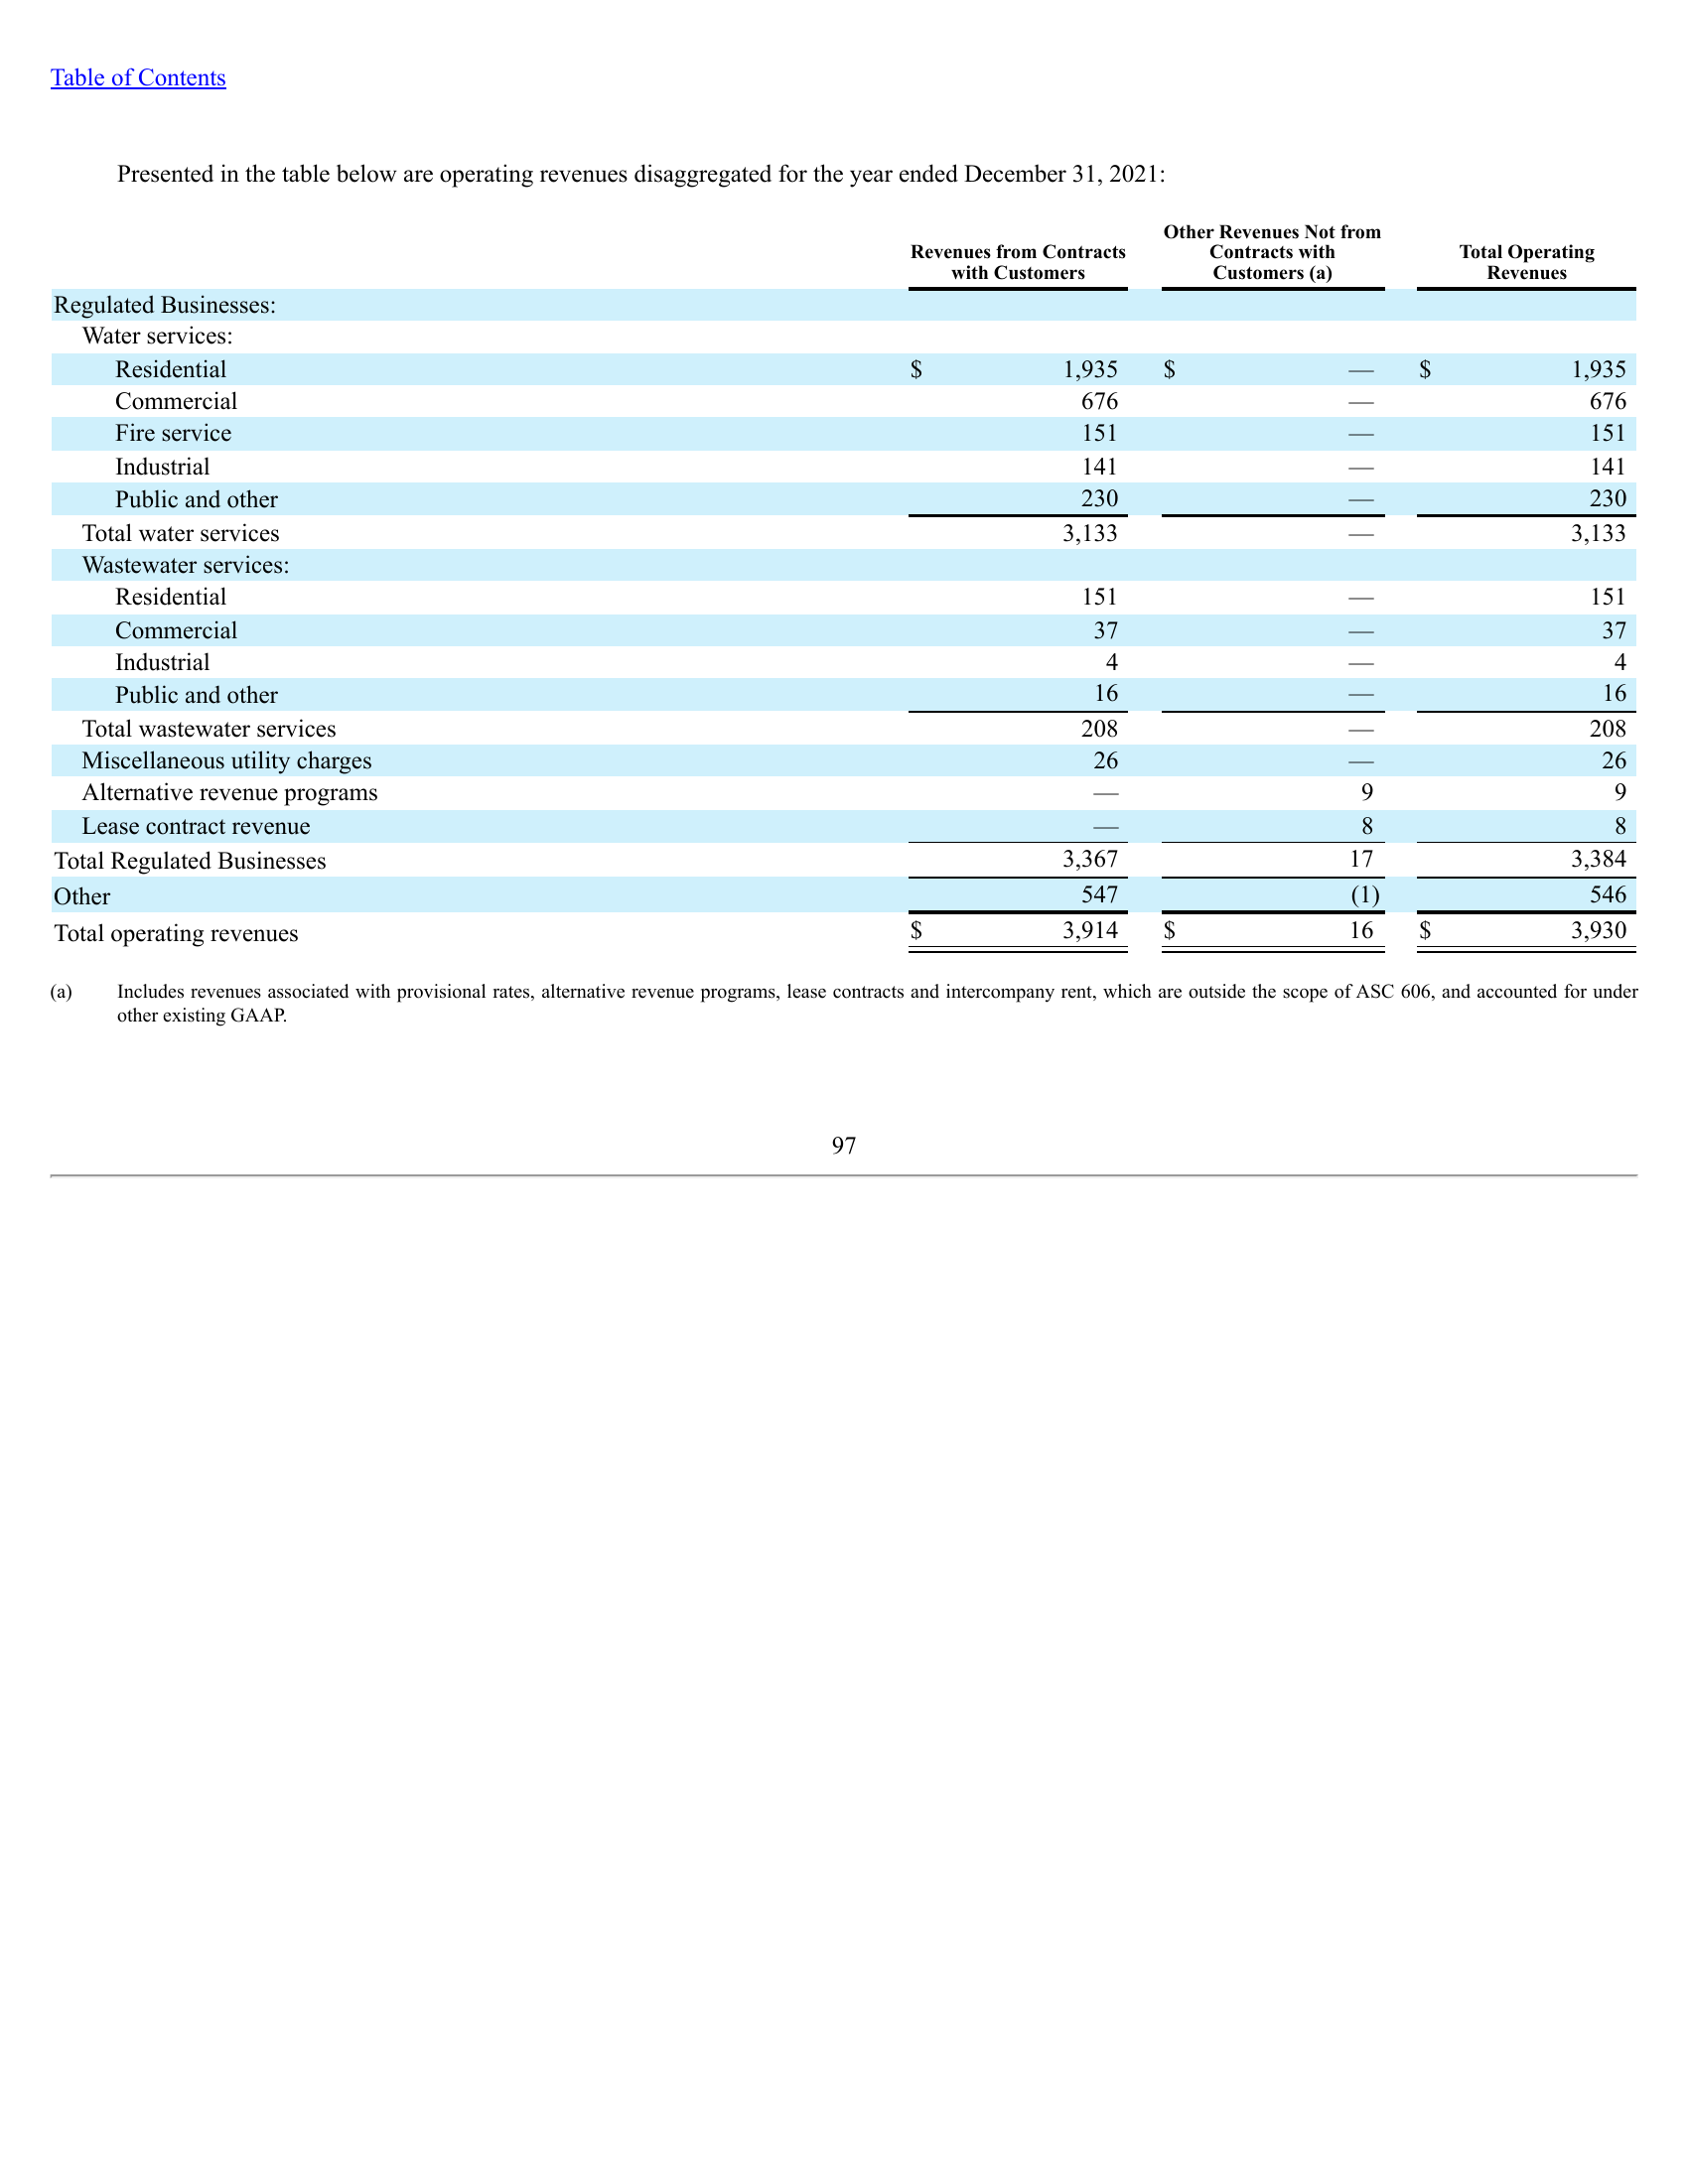 Table of Contents
Presented in the table below are operating revenues disaggregated for the year ended December 31, 2021:
Revenues from Contracts with Customers Other Revenues Not from Contracts with Customers (a) Total Operating Revenues
Regulated Businesses:
Water services:
Residential $ 1,935 $ — $ 1,935
Commercial 676 — 676
Fire service 151 — 151
Industrial 141 — 141
Public and other 230 — 230
Total water services 3,133 — 3,133
Wastewater services:
Residential 151 — 151
Commercial 37 — 37
Industrial 4 — 4
Public and other 16 — 16
Total wastewater services 208 — 208
Miscellaneous utility charges 26 — 26
Alternative revenue programs — 9 9
Lease contract revenue — 8 8
Total Regulated Businesses 3,367 17 3,384
Other 547 (1) 546
Total operating revenues $ 3,914 $ 16 $ 3,930
(a) Includes revenues associated with provisional rates, alternative revenue programs, lease contracts and intercompany rent, which are outside the scope of ASC 606, and accounted for under
other existing GAAP.
97